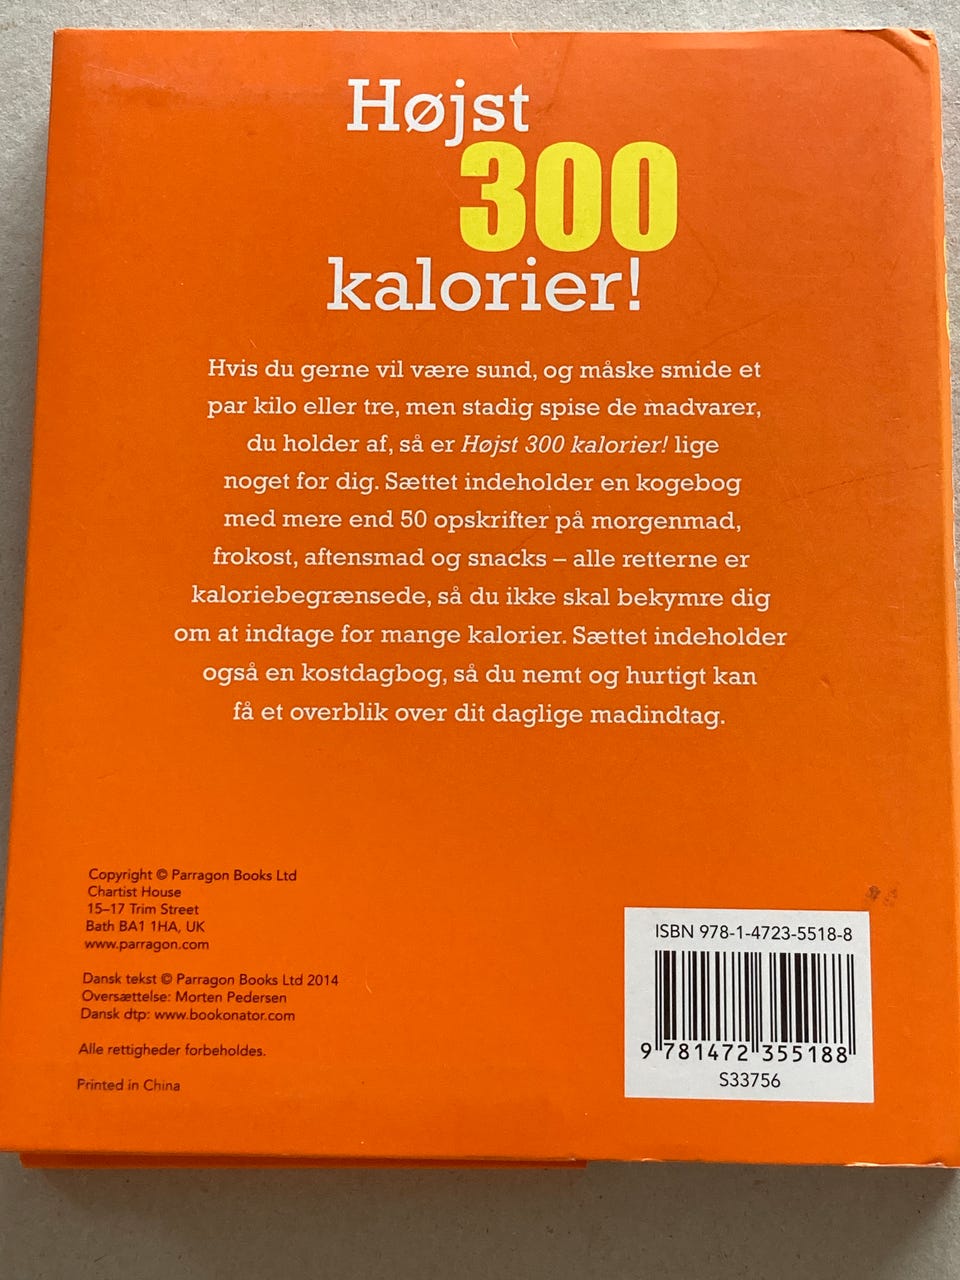 Højst
300
kalorier!
Hvis du gerne vil være sund, og måske smide et
par kilo eller tre, men stadig spise de madvarer,
du holder af, så er Højst 300 kalorier! lige
noget for dig. Sættet indeholder en kogebog
med mere end 50 opskrifter på morgenmad,
frokost, aftensmad og snacks – alle retterne er
kaloriebegrænsede, så du ikke skal bekymre dig
om at indtage for mange kalorier. Sættet indeholder
også en kostdagbog, så du nemt og hurtigt kan
få et overblik over dit daglige madindtag.
Copyright © Parragon Books Ltd
Chartist House
15–17 Trim Street
Bath BA1 1HA, UK
www.parragon.com
Dansk tekst © Parragon Books Ltd 2014
Oversættelse: Morten Pedersen
Dansk dtp: www.bookonator.com
Alle rettigheder forbeholdes.
Printed in China
ISBN 978-1-4723-5518-8
9 781472 355188
S33756